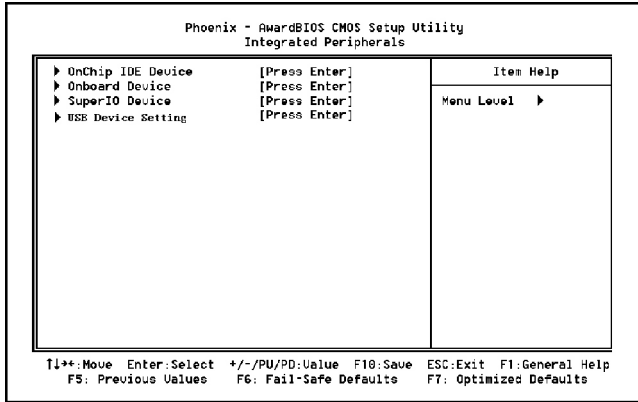 Phoenix - AwardBIOS CMOS Setup Utility
Integrated Peripherals
▶ OnChip IDE Device [Press Enter]
▶ Onboard Device [Press Enter]
▶ SuperIO Device [Press Enter]
▶ USB Device Setting [Press Enter]
Item Help
Menu Level ▶
↑↓→←:Move Enter:Select +/-/PU/PD:Value F10:Save ESC:Exit F1:General Help
F5: Previous Values F6: Fail-Safe Defaults F7: Optimized Defaults